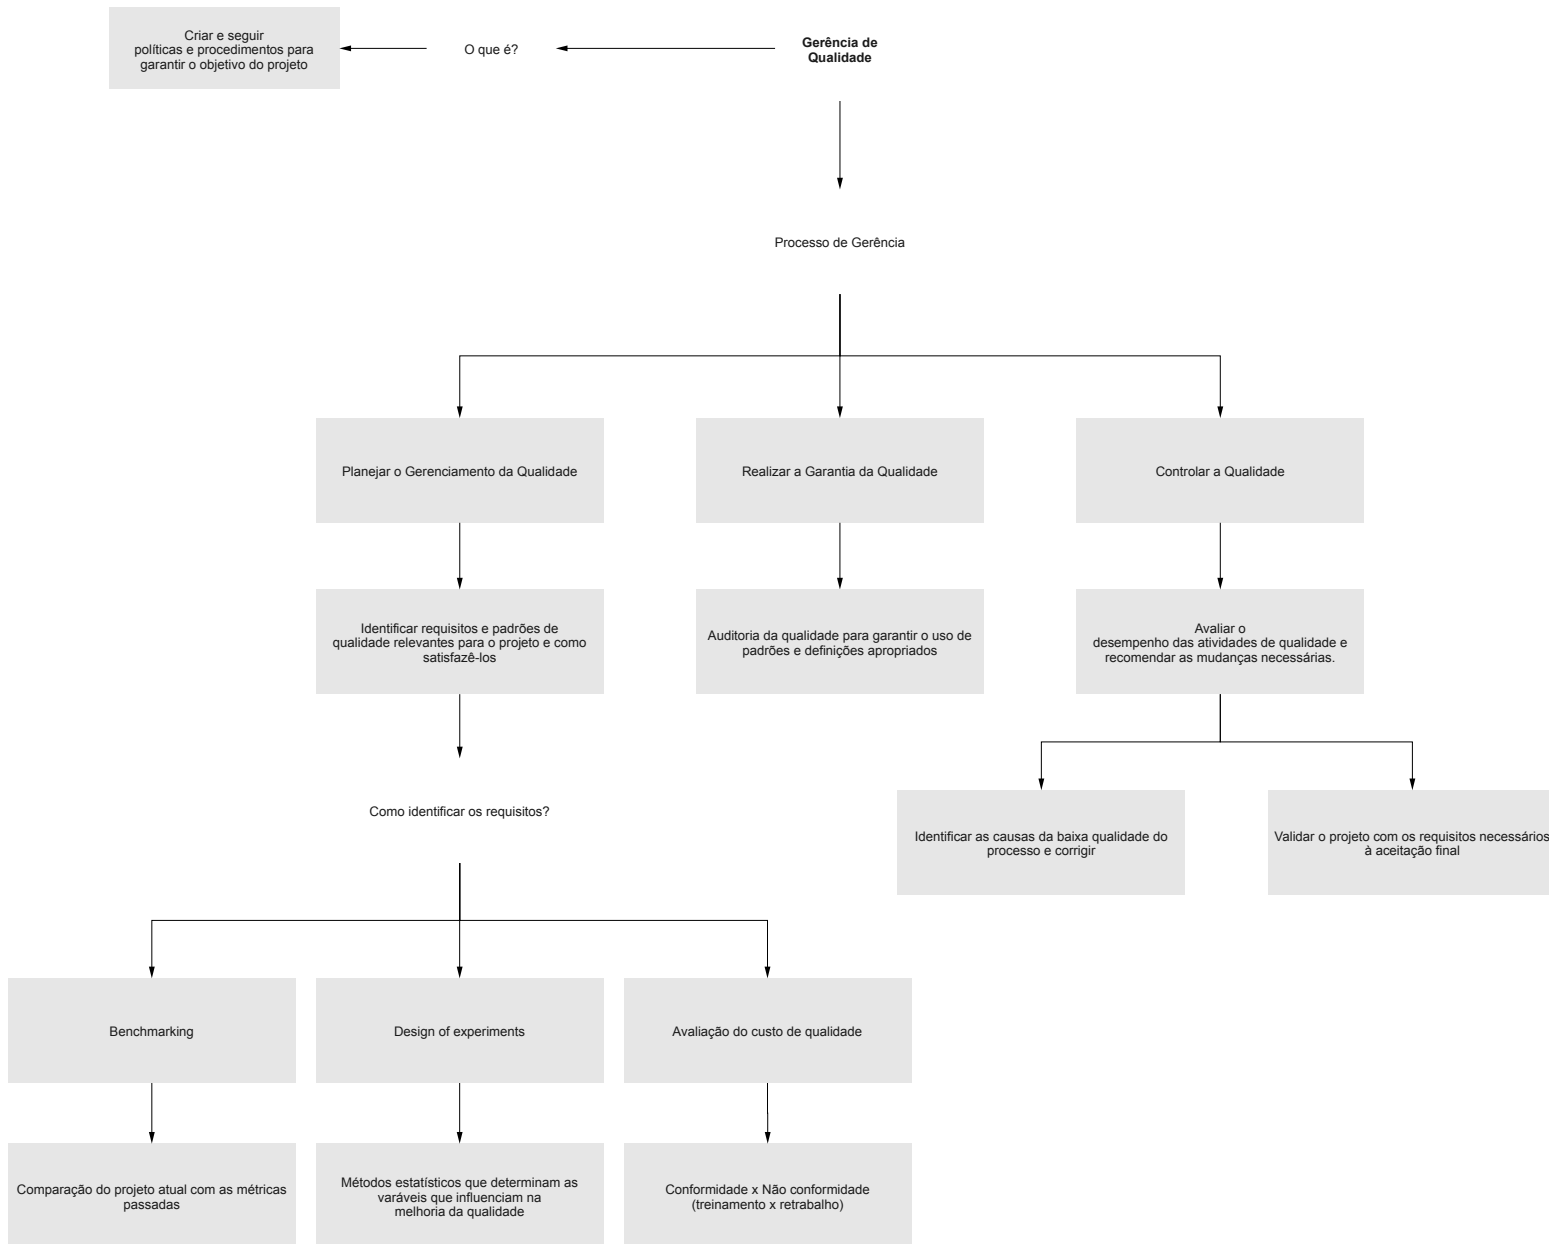 Criar e seguir
políticas e procedimentos para
garantir o objetivo do projeto
O que é?
Gerência de
Qualidade
Processo de Gerência
Planejar o Gerenciamento da Qualidade
Realizar a Garantia da Qualidade
Controlar a Qualidade
Identificar requisitos e padrões de
qualidade relevantes para o projeto e como
satisfazê-los
Auditoria da qualidade para garantir o uso de
padrões e definições apropriados
Avaliar o
desempenho das atividades de qualidade e
recomendar as mudanças necessárias.
Como identificar os requisitos?
Identificar as causas da baixa qualidade do
processo e corrigir
Validar o projeto com os requisitos necessários
à aceitação final
Benchmarking
Design of experiments
Avaliação do custo de qualidade
Comparação do projeto atual com as métricas
passadas
Métodos estatísticos que determinam as
varáveis que influenciam na
melhoria da qualidade
Conformidade x Não conformidade
(treinamento x retrabalho)